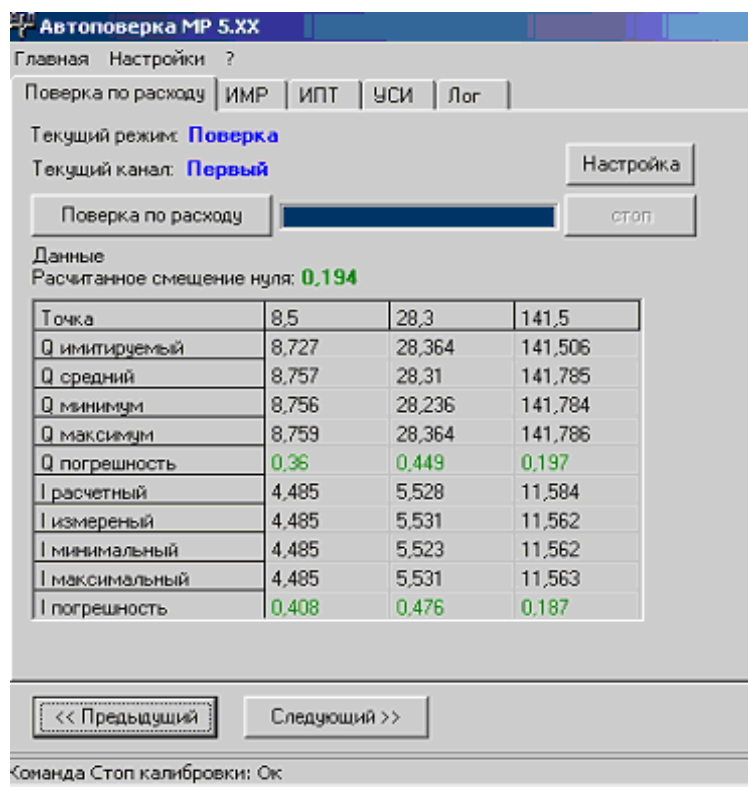 Автоповерка МР 5.XX
Главная Настройки ?
Поверка по расходу ИМР ИПТ УСИ Лог
Текущий режим: Поверка
Текущий канал: Первый
Настройка
Поверка по расходу стоп
Данные
Расчитанное смещение нуля: 0,194
Точка 8,5 28,3 141,5
Q имитируемый 8,727 28,364 141,506
Q средний 8,757 28,31 141,785
Q минимум 8,756 28,236 141,784
Q максимум 8,759 28,364 141,786
Q погрешность 0,36 0,449 0,197
I расчетный 4,485 5,528 11,584
I измереный 4,485 5,531 11,562
I минимальный 4,485 5,523 11,562
I максимальный 4,485 5,531 11,563
I погрешность 0,408 0,476 0,187
<< Предыдущий Следующий >>
Команда Стоп калибровки: Ок